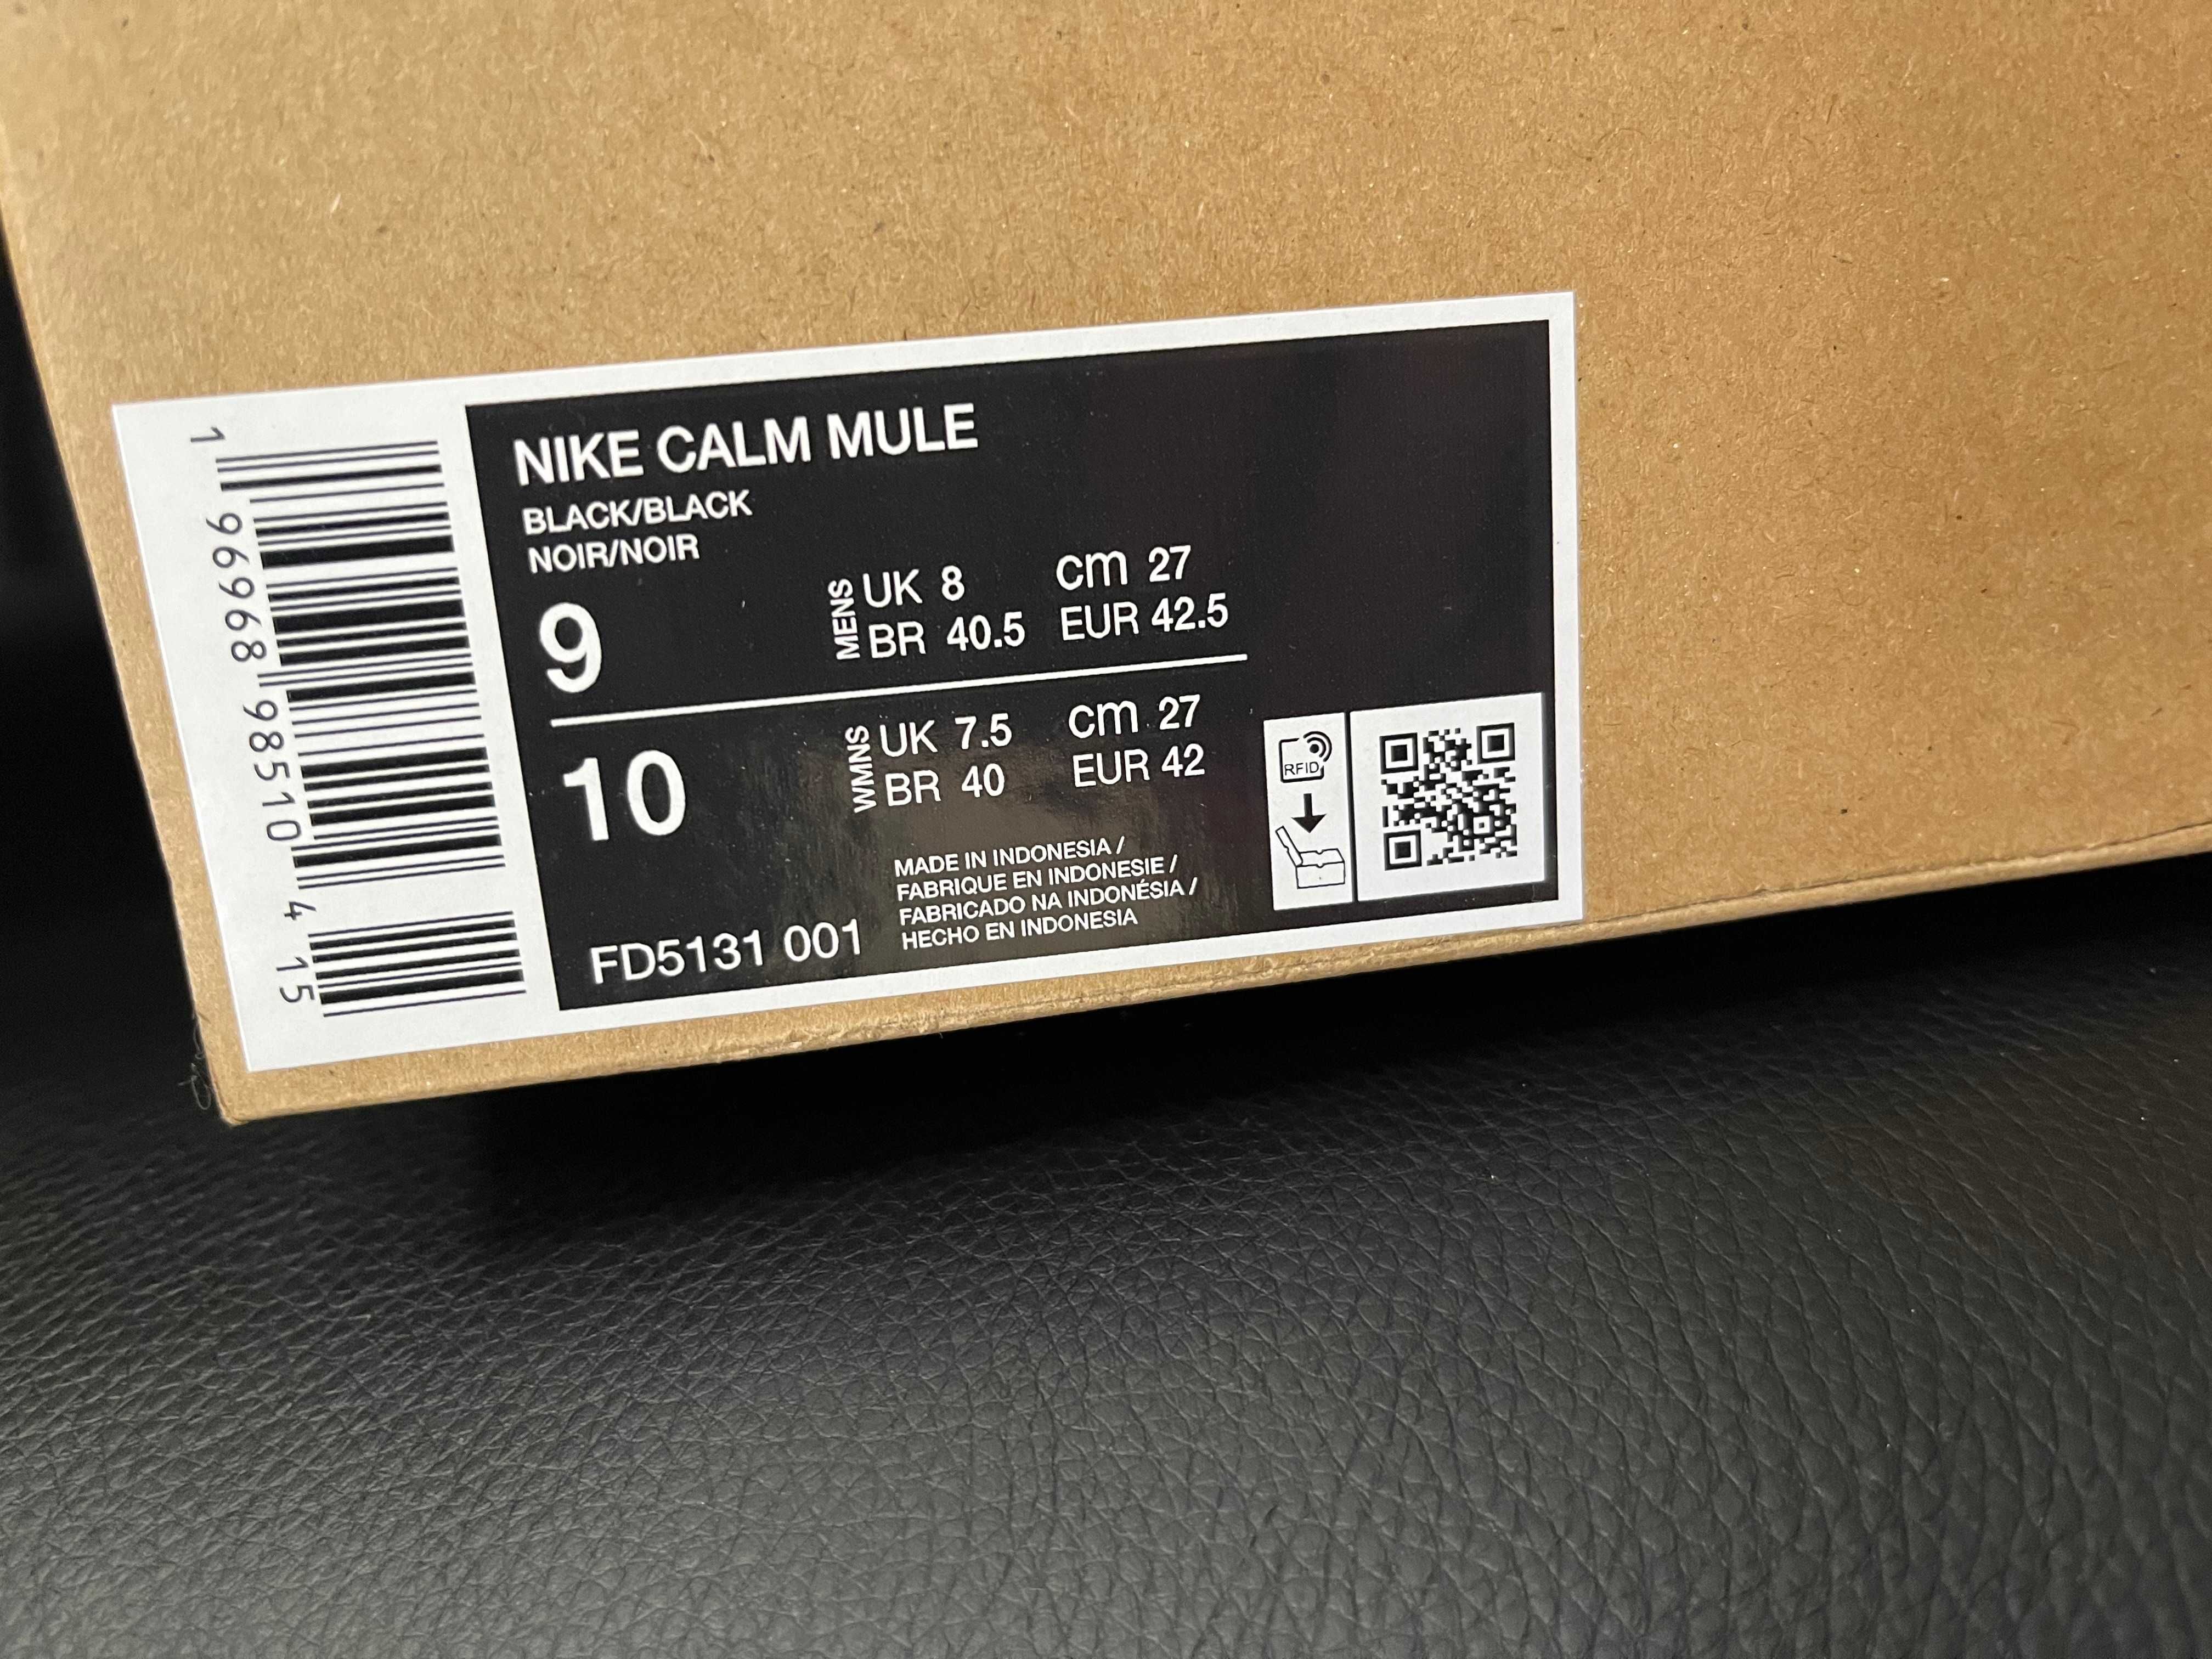 NIKE CALM MULE
BLACK/BLACK
NOIR/NOIR
9
MENS
UK 8 cm 27
BR 40.5 EUR 42.5
10
WMNS
UK 7.5 cm 27
BR 40 EUR 42
MADE IN INDONESIA /
FABRIQUE EN INDONESIE /
FABRICADO NA INDONÉSIA /
HECHO EN INDONESIA
FD5131 001
RFID
1 96968 98510 4 15